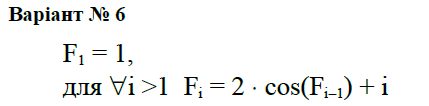 Варіант № 6
F₁ = 1,
для ∀i >1 Fᵢ = 2 · cos(Fᵢ₋₁) + i